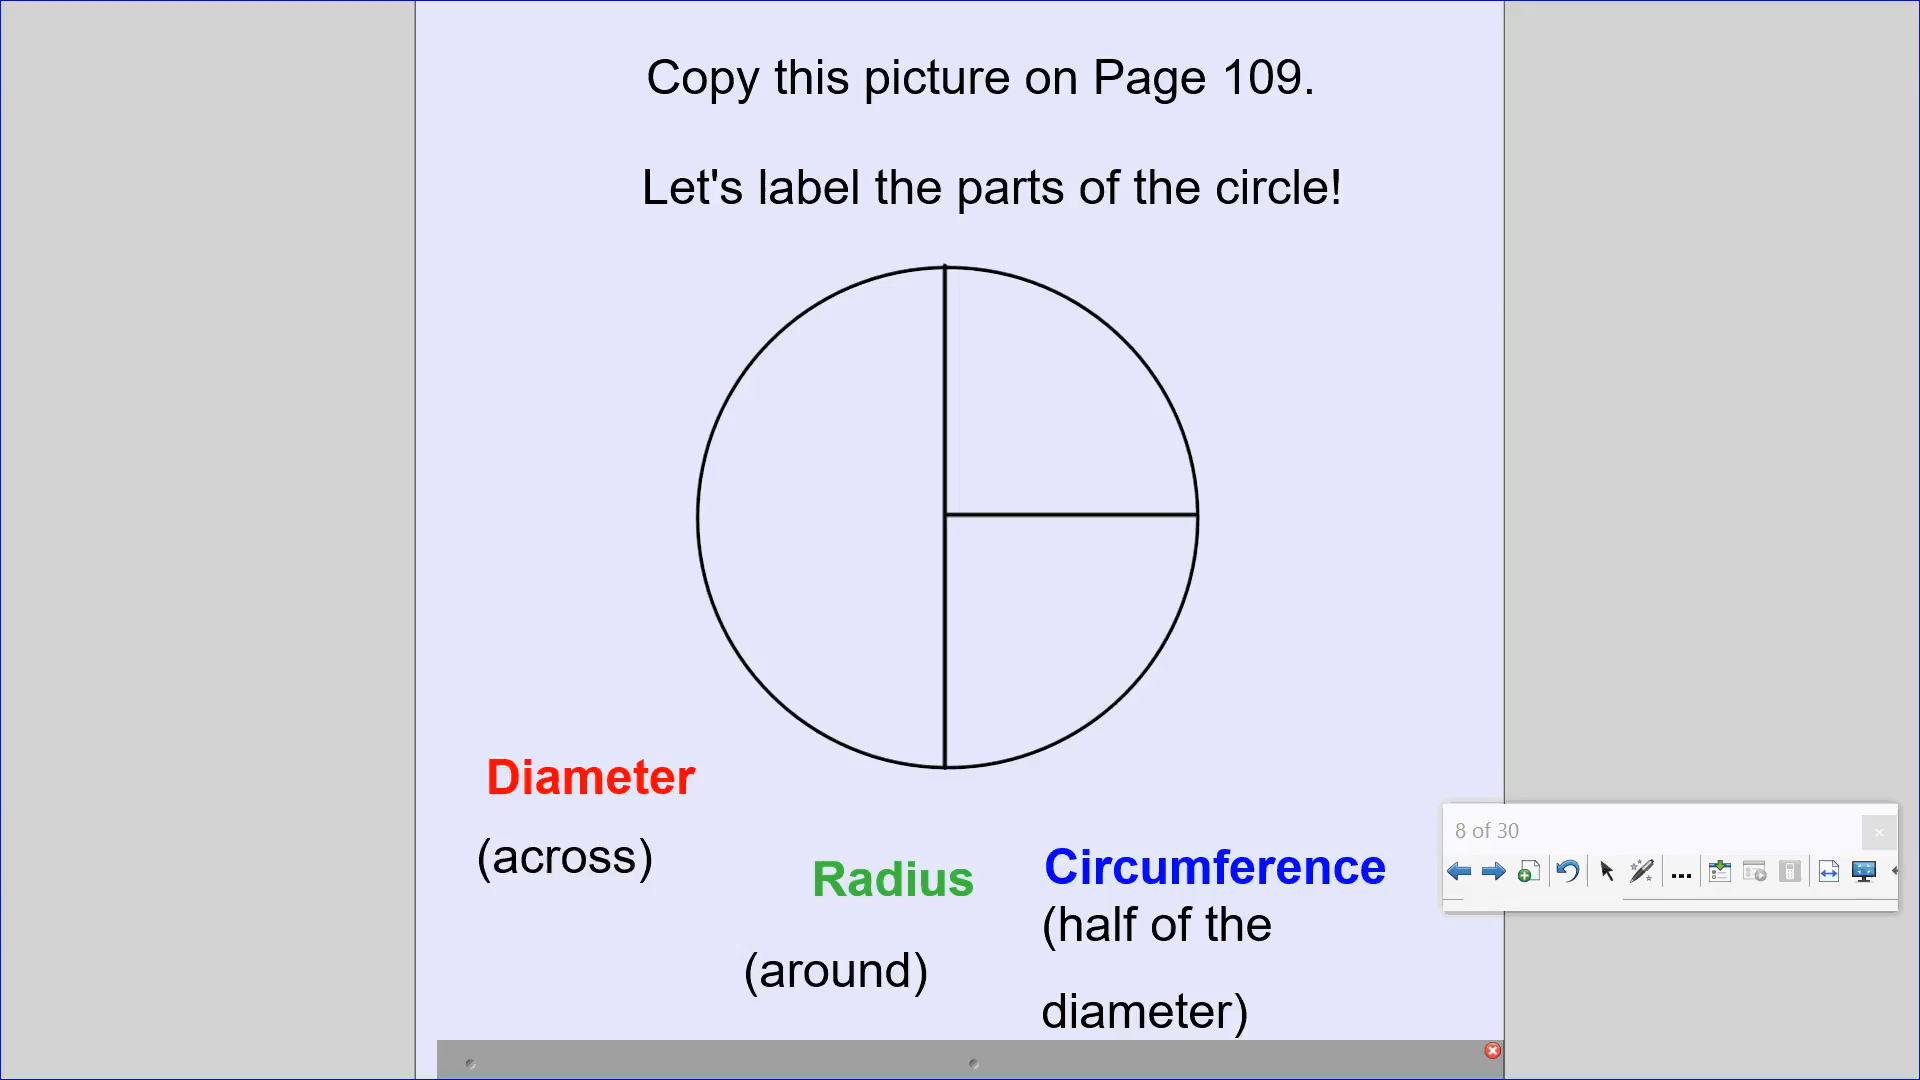 Copy this picture on Page 109.
Let's label the parts of the circle!
Diameter
(across)
Radius
(around)
Circumference
(half of the
diameter)
8 of 30